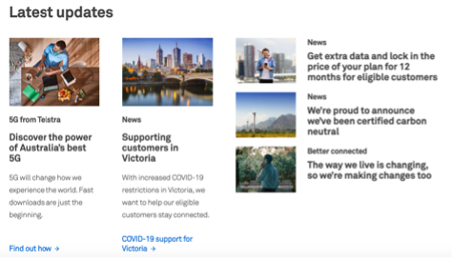 Latest updates
5G from Telstra
Discover the power
of Australia's best
5G
5G will change how we
experience the world. Fast
downloads are just the
beginning.
Find out how →
News
Supporting
customers in
Victoria
With increased COVID-19
restrictions in Victoria, we
want to help our eligible
customers stay connected.
COVID-19 support for
Victoria →
News
Get extra data and lock in the
price of your plan for 12
months for eligible customers
News
We're proud to announce
we've been certified carbon
neutral
Better connected
The way we live is changing,
so we're making changes too